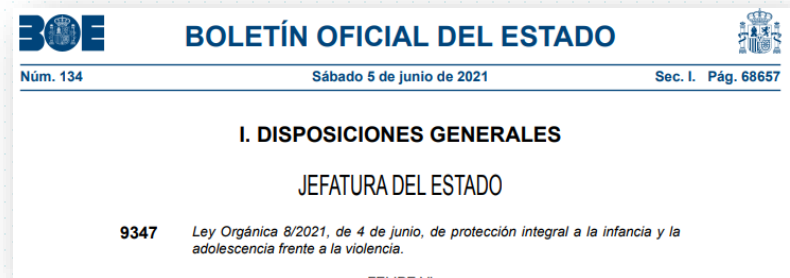 BOE
BOLETÍN OFICIAL DEL ESTADO
Núm. 134 Sábado 5 de junio de 2021 Sec. I. Pág. 68657
I. DISPOSICIONES GENERALES
JEFATURA DEL ESTADO
9347 Ley Orgánica 8/2021, de 4 de junio, de protección integral a la infancia y la
adolescencia frente a la violencia.